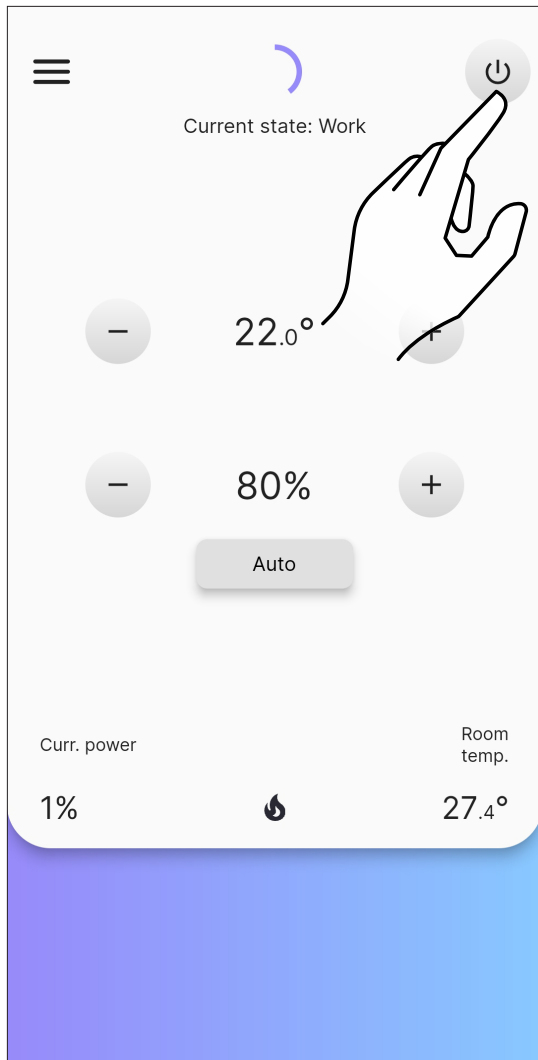 Current state: Work
22.0°
80%
Auto
Curr. power
Room
temp.
1%
27.4°